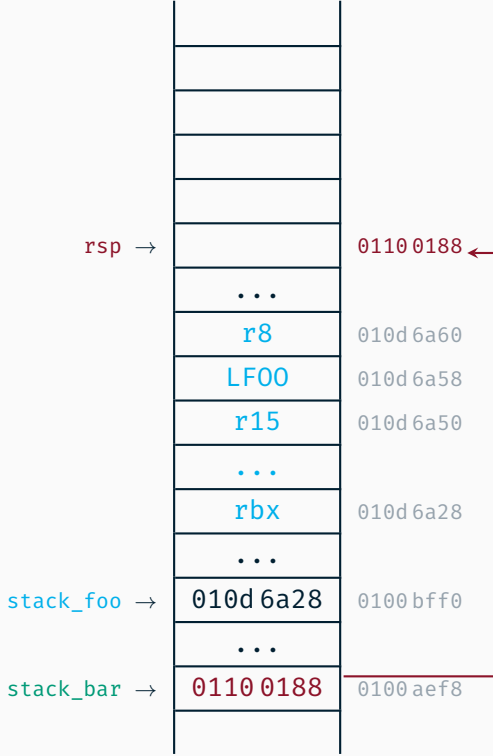 rsp → 0110 0188
...
r8 010d 6a60
LFOO 010d 6a58
r15 010d 6a50
...
rbx 010d 6a28
...
stack_foo → 010d 6a28 0100 bff0
...
stack_bar → 0110 0188 0100 aef8